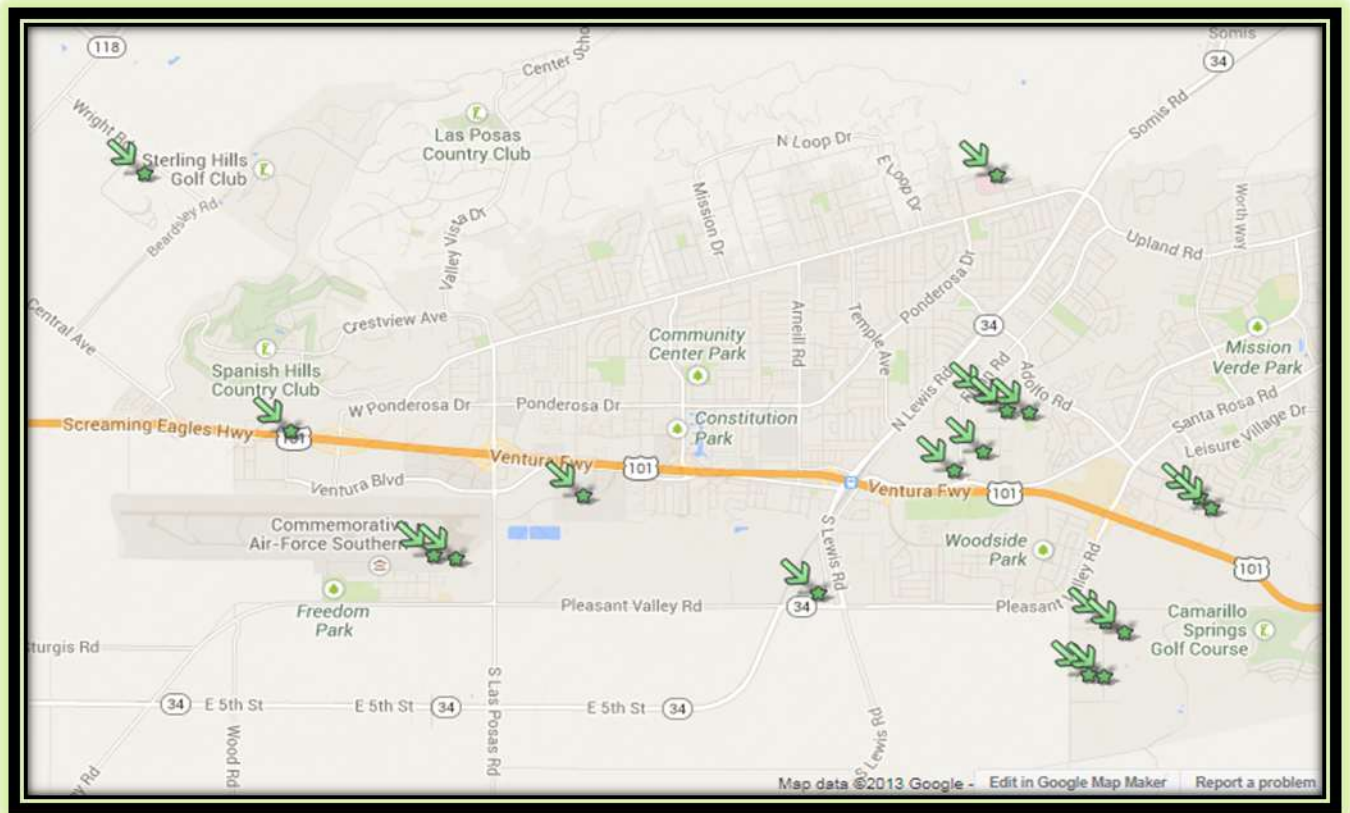 118
Somis
34
Center
Wright
Las Posas
Country Club
Somis Rd
Sterling Hills
Golf Club
N Loop Dr
E Loop Dr
Mission Dr
Worth Way
Beardsley Rd
Valley Vista Dr
Upland Rd
Ponderosa Dr
Central Ave
Crestview Ave
Arneill Rd
Temple Ave
34
Community
Center Park
Mission
Verde Park
Spanish Hills
Country Club
N Lewis Rd
Adolfo Rd
W Ponderosa Dr
Ponderosa Dr
Constitution
Park
Santa Rosa Rd
Leisure Village Dr
Screaming Eagles Hwy
101
Ventura Fwy
101
Ventura Fwy
101
Ventura Blvd
Commemorativ
Air-Force Southern
S Lewis Rd
Woodside
Park
101
Freedom
Park
Pleasant Valley Rd
34
Pleasant Valley Rd
Camarillo
Springs
Golf Course
Sturgis Rd
S Las Posas Rd
34
E 5th St
E 5th St
34
E 5th St
34
Wood Rd
S Lewis Rd
Rd
Map data ©2013 Google -
Edit in Google Map Maker
Report a problem